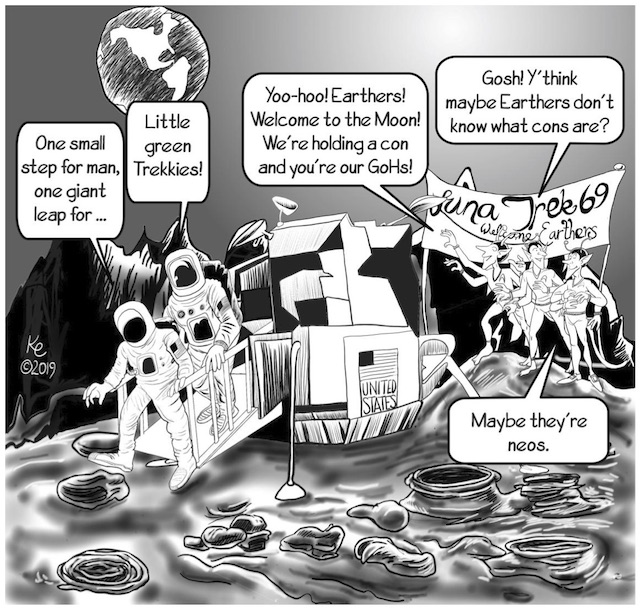 One small
step for man,
one giant
leap for ...
Little
green
Trekkies!
Yoo-hoo! Earthers!
Welcome to the Moon!
We're holding a con
and you're our GoHs!
Gosh! Y'think
maybe Earthers don't
know what cons are?
Luna Trek 69
Welcome Earthers
Maybe they're
neos.
UNITED
STATES
Ke
©2019